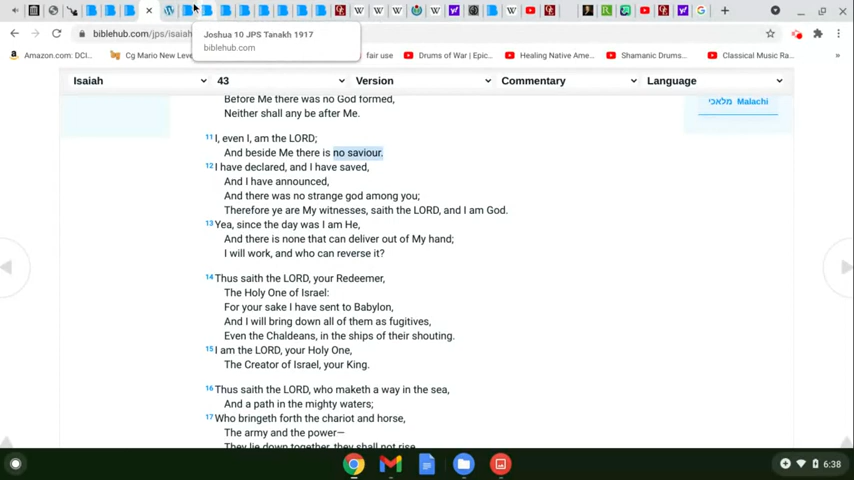 biblehub.com/jps/isaiah
Joshua 10 JPS Tanakh 1917
biblehub.com
Amazon.com: DCI...
Cg Mario New Leve
fair use
Drums of War | Epic...
Healing Native Ame...
Shamanic Drums...
Classical Music Ra...
»
Isaiah
43
Version
Commentary
Language
מלאכי Malachi
Before Me there was no God formed,
Neither shall any be after Me.
11 I, even I, am the LORD;
And beside Me there is no saviour.
12 I have declared, and I have saved,
And I have announced,
And there was no strange god among you;
Therefore ye are My witnesses, saith the LORD, and I am God.
13 Yea, since the day was I am He,
And there is none that can deliver out of My hand;
I will work, and who can reverse it?
14 Thus saith the LORD, your Redeemer,
The Holy One of Israel:
For your sake I have sent to Babylon,
And I will bring down all of them as fugitives,
Even the Chaldeans, in the ships of their shouting.
15 I am the LORD, your Holy One,
The Creator of Israel, your King.
16 Thus saith the LORD, who maketh a way in the sea,
And a path in the mighty waters;
17 Who bringeth forth the chariot and horse,
The army and the power—
They lie down together, they shall not rise
6:38